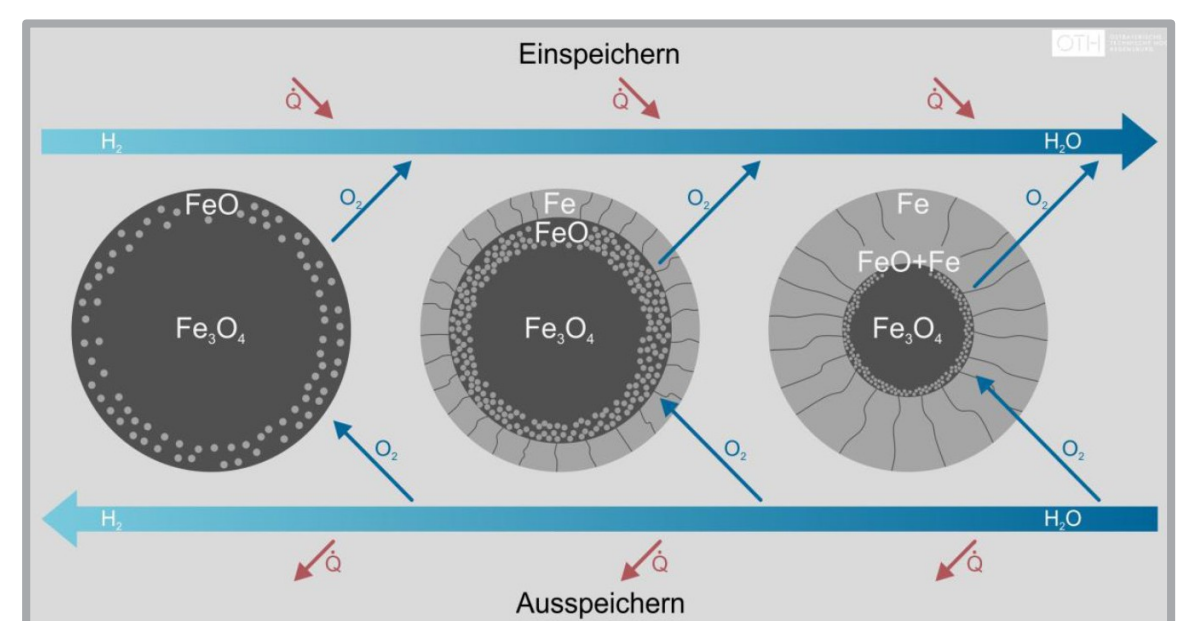 Einspeichern
OTH
Q̇ Q̇ Q̇
H₂ H₂O
O₂ O₂ O₂
FeO Fe Fe
FeO FeO+Fe
Fe₃O₄ Fe₃O₄ Fe₃O₄
O₂ O₂ O₂
H₂ H₂O
Q̇ Q̇ Q̇
Ausspeichern